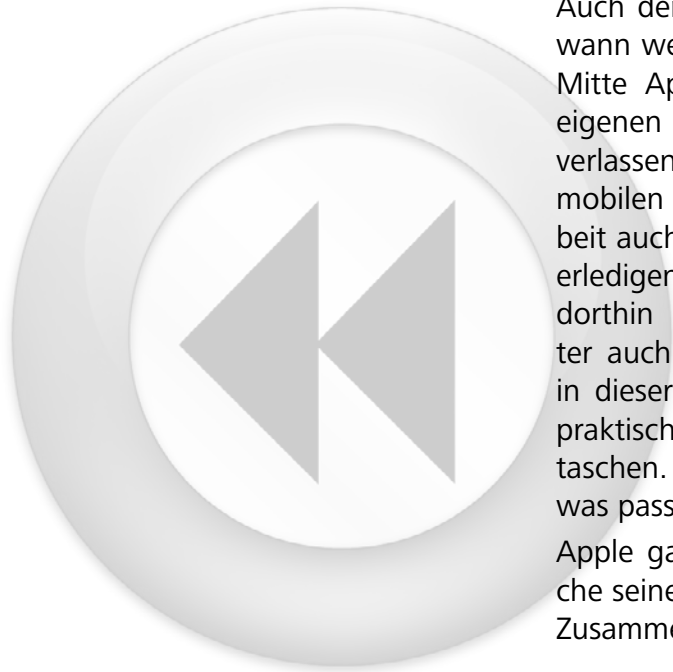 Auch der
wann we
Mitte Ap
eigenen
verlassen
mobilen
beit auch
erledigen
dorthin
ter auch
in dieser
praktisch
taschen.
was pass
Apple ga
che seine
Zusamme